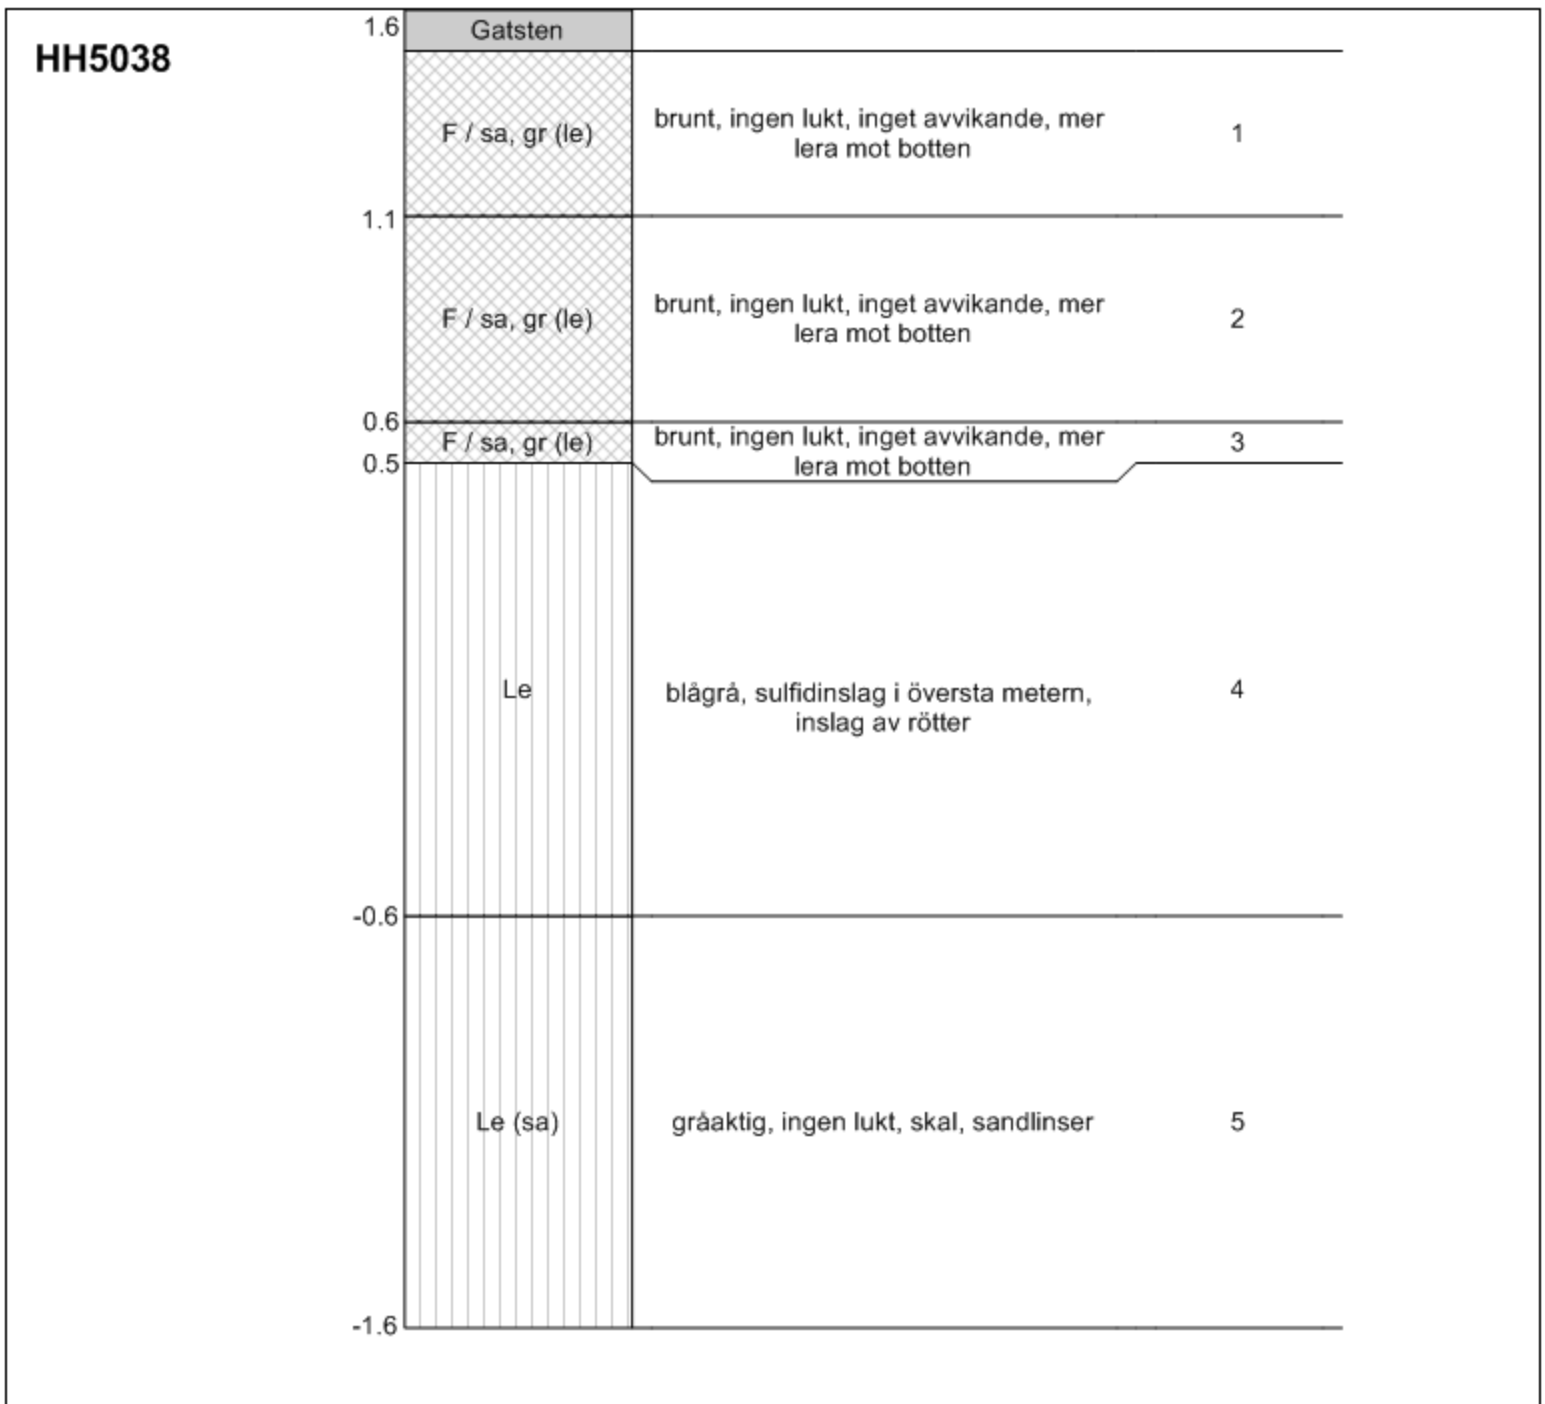 HH5038
1.6
Gatsten
F / sa, gr (le)
brunt, ingen lukt, inget avvikande, mer
lera mot botten
1
1.1
F / sa, gr (le)
brunt, ingen lukt, inget avvikande, mer
lera mot botten
2
0.6
F / sa, gr (le)
brunt, ingen lukt, inget avvikande, mer
lera mot botten
3
0.5
Le
blågrå, sulfidinslag i översta metern,
inslag av rötter
4
-0.6
Le (sa)
gråaktig, ingen lukt, skal, sandlinser
5
-1.6